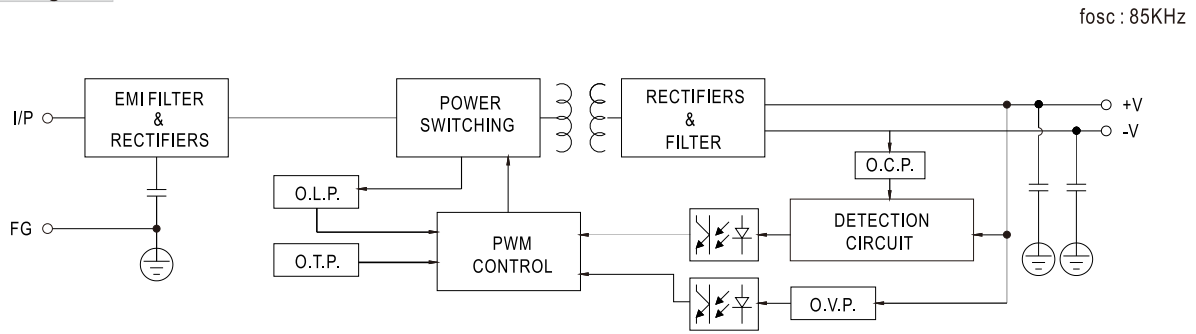 fosc : 85KHz
I/P
EMI FILTER
&
RECTIFIERS
POWER
SWITCHING
RECTIFIERS
&
FILTER
+V
-V
O.C.P.
O.L.P.
FG
PWM
CONTROL
DETECTION
CIRCUIT
O.T.P.
O.V.P.